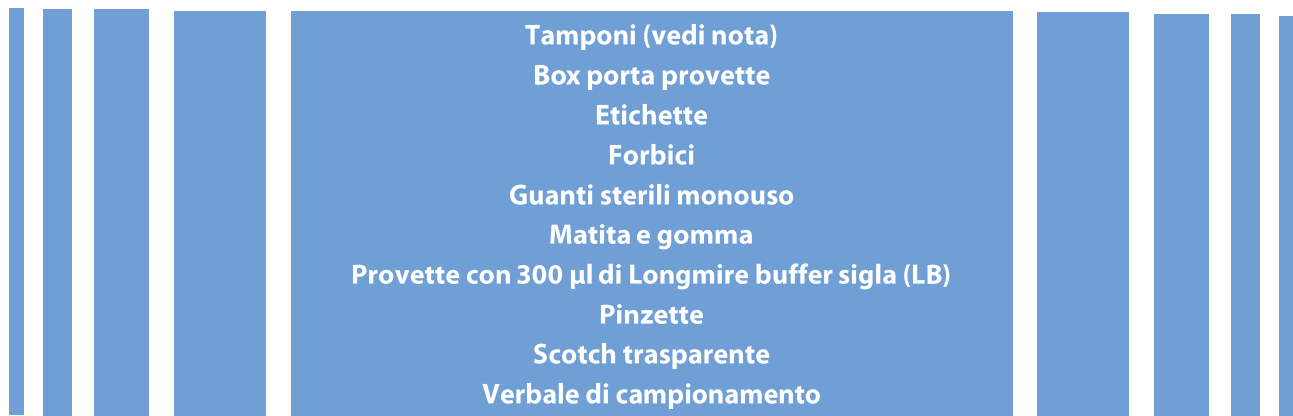 Tamponi (vedi nota)
Box porta provette
Etichette
Forbici
Guanti sterili monouso
Matita e gomma
Provette con 300 µl di Longmire buffer sigla (LB)
Pinzette
Scotch trasparente
Verbale di campionamento